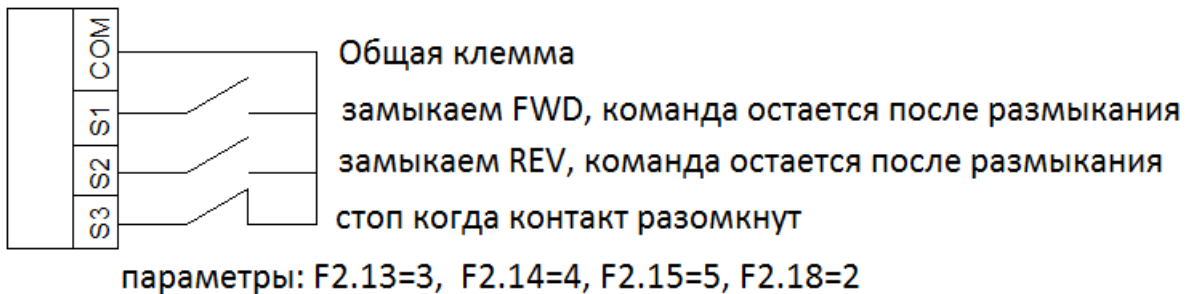 COM Общая клемма
S1 замыкаем FWD, команда остается после размыкания
S2 замыкаем REV, команда остается после размыкания
S3 стоп когда контакт разомкнут
параметры: F2.13=3, F2.14=4, F2.15=5, F2.18=2